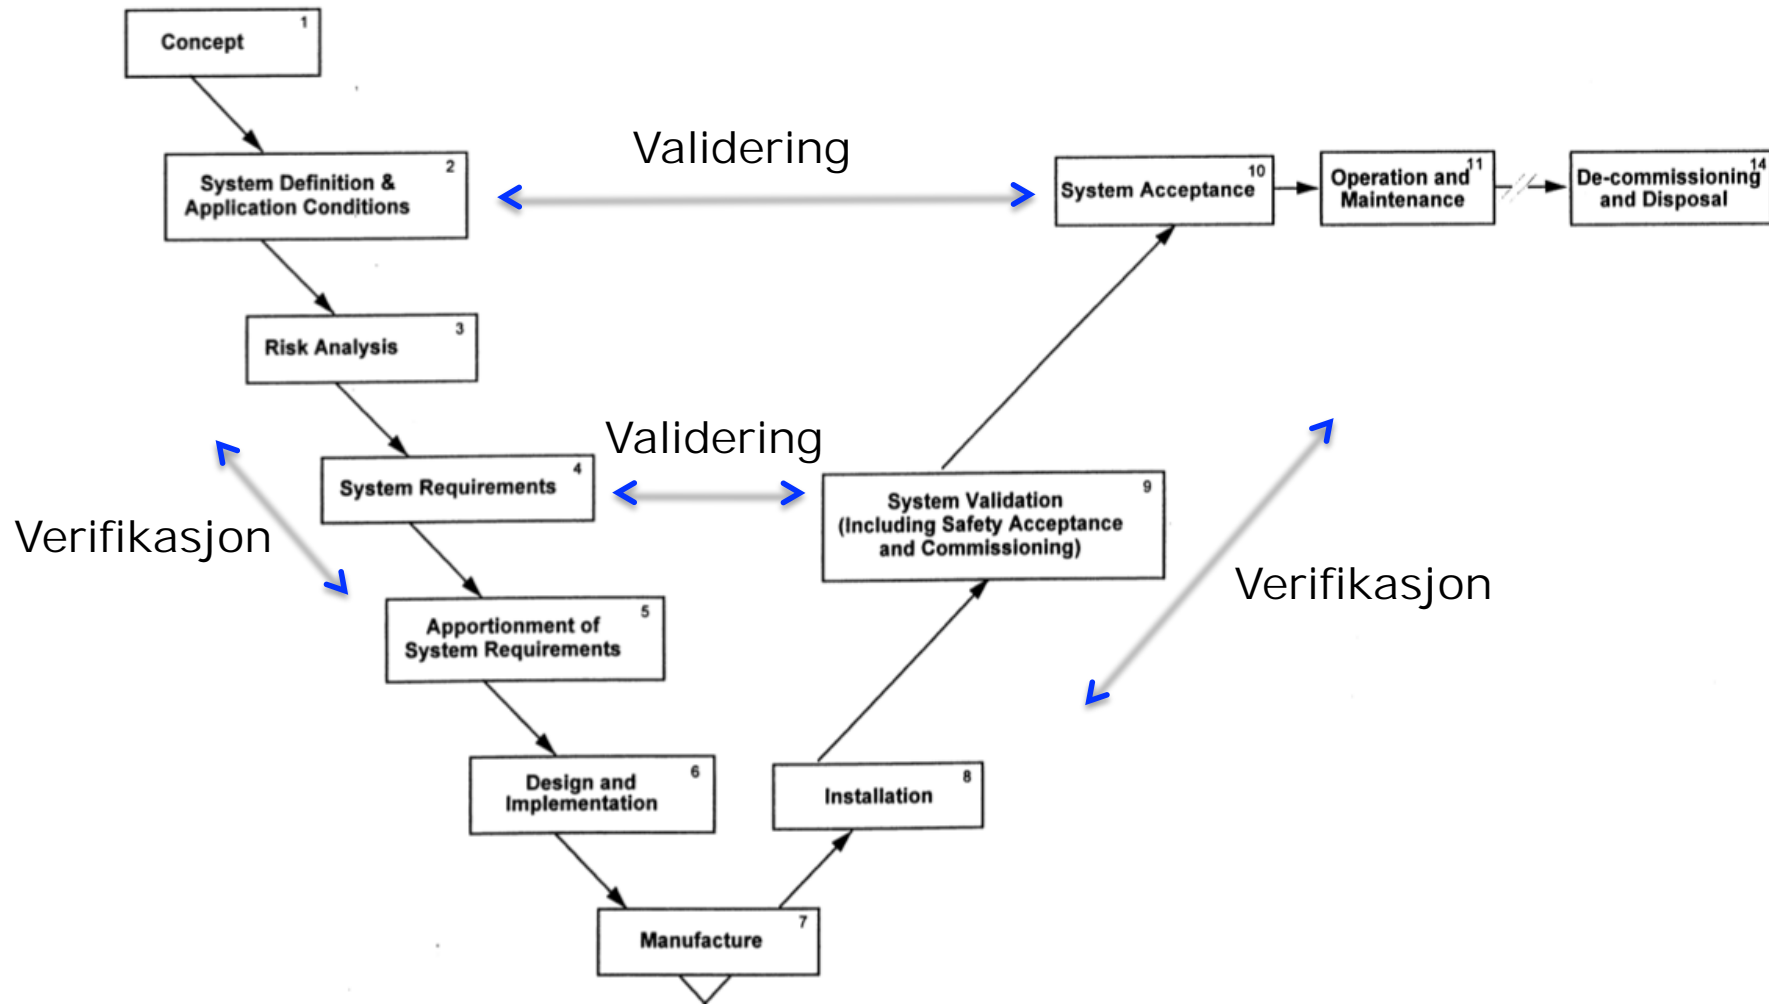 1
Concept
Validering
2
System Definition &
Application Conditions
10
System Acceptance
11
Operation and
Maintenance
14
De-commissioning
and Disposal
3
Risk Analysis
Validering
4
System Requirements
9
System Validation
(Including Safety Acceptance
and Commissioning)
Verifikasjon
Verifikasjon
5
Apportionment of
System Requirements
6
Design and
Implementation
8
Installation
7
Manufacture